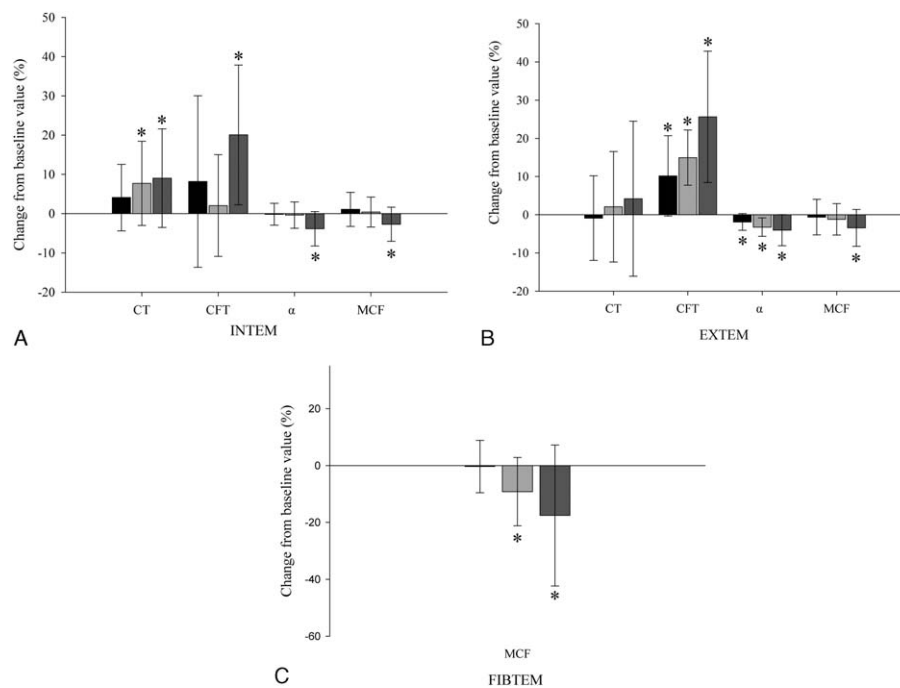 Change from baseline value (%)
50
40
30
20
10
0
-10
-20
*
*
*
*
*
CT
CFT
α
MCF
INTEM
A
Change from baseline value (%)
50
40
30
20
10
0
-10
-20
*
*
*
*
*
*
*
CT
CFT
α
MCF
EXTEM
B
Change from baseline value (%)
20
0
-20
-40
-60
*
*
MCF
FIBTEM
C